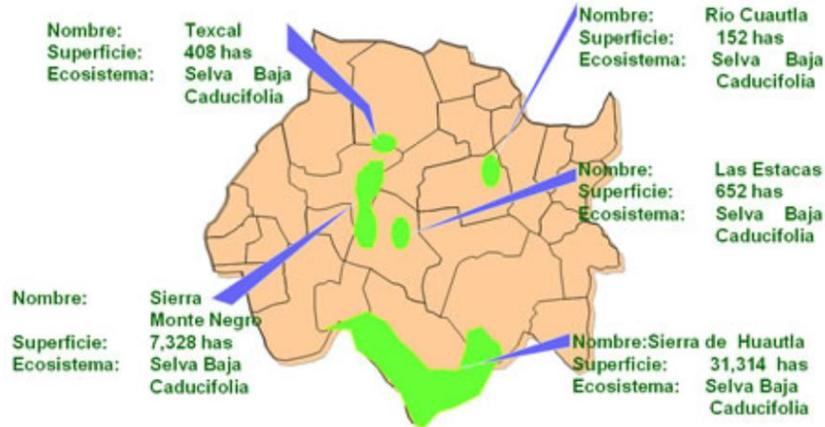 Nombre: Texcal
Superficie: 408 has
Ecosistema: Selva Baja
Caducifolia
Nombre: Río Cuautla
Superficie: 152 has
Ecosistema: Selva Baja
Caducifolia
Nombre: Las Estacas
Superficie: 652 has
Ecosistema: Selva Baja
Caducifolia
Nombre: Sierra
Monte Negro
Superficie: 7,328 has
Ecosistema: Selva Baja
Caducifolia
Nombre:Sierra de Huautla
Superficie: 31,314 has
Ecosistema: Selva Baja
Caducifolia